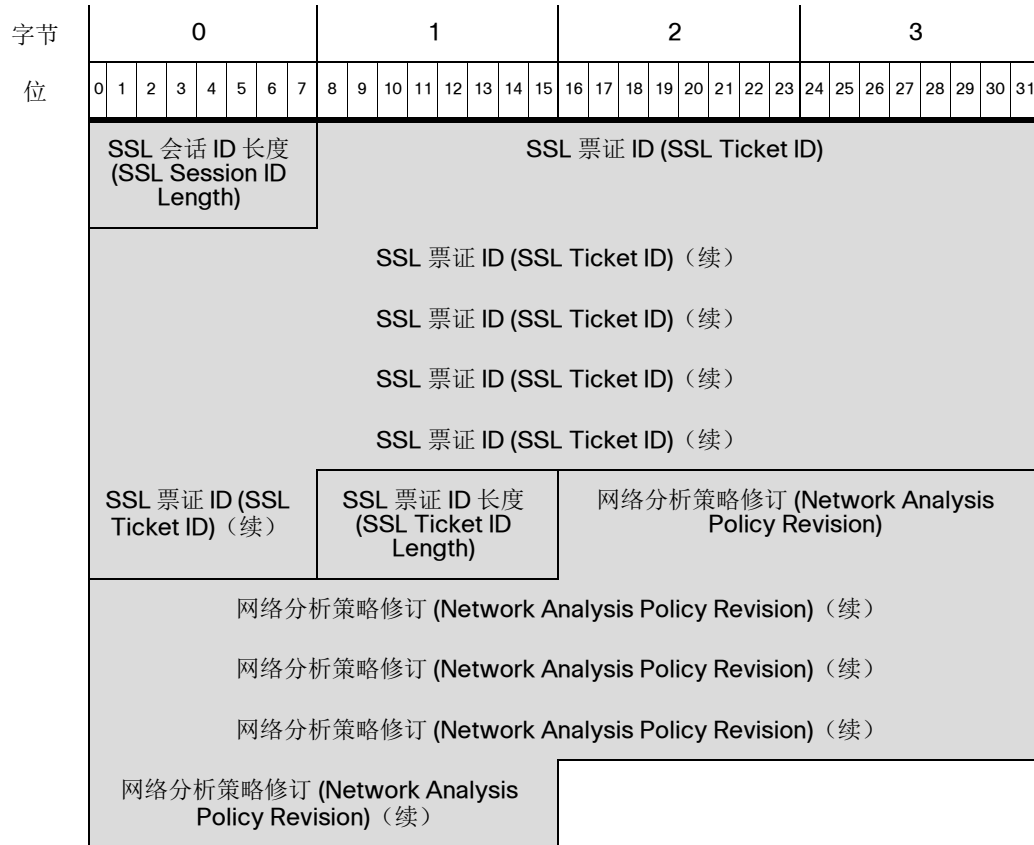 字节 0 1 2 3
位 0 1 2 3 4 5 6 7 8 9 10 11 12 13 14 15 16 17 18 19 20 21 22 23 24 25 26 27 28 29 30 31
SSL 会话 ID 长度
(SSL Session ID
Length)
SSL 票证 ID (SSL Ticket ID)
SSL 票证 ID (SSL Ticket ID)（续）
SSL 票证 ID (SSL Ticket ID)（续）
SSL 票证 ID (SSL Ticket ID)（续）
SSL 票证 ID (SSL Ticket ID)（续）
SSL 票证 ID (SSL
Ticket ID)（续）
SSL 票证 ID 长度
(SSL Ticket ID
Length)
网络分析策略修订 (Network Analysis
Policy Revision)
网络分析策略修订 (Network Analysis Policy Revision)（续）
网络分析策略修订 (Network Analysis Policy Revision)（续）
网络分析策略修订 (Network Analysis Policy Revision)（续）
网络分析策略修订 (Network Analysis
Policy Revision)（续）